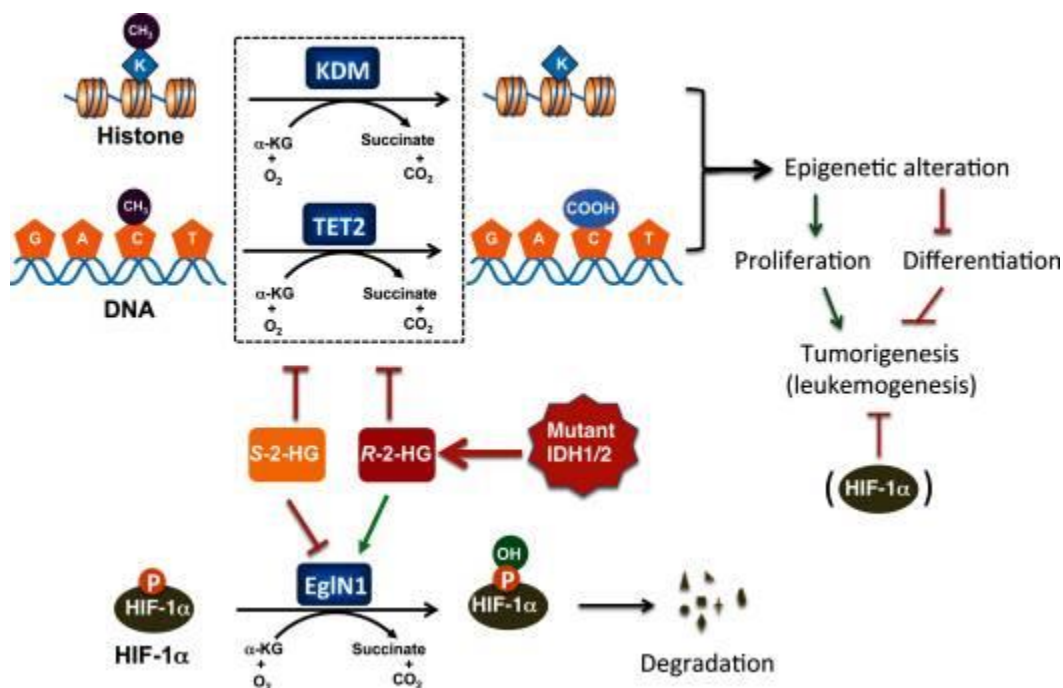 CH3
K
Histone
KDM
α-KG
+
O2
Succinate
+
CO2
K
Epigenetic alteration
CH3
G A C T
DNA
TET2
α-KG
+
O2
Succinate
+
CO2
COOH
G A C T
Proliferation
Differentiation
Tumorigenesis
(leukemogenesis)
S-2-HG
R-2-HG
Mutant
IDH1/2
(HIF-1α)
P
HIF-1α
HIF-1α
EglN1
α-KG
+
O2
Succinate
+
CO2
OH
P
HIF-1α
Degradation